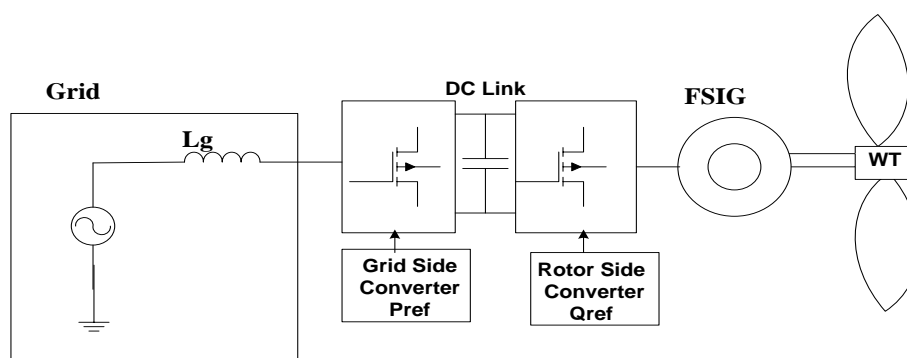 Grid
Lg
DC Link
FSIG
WT
Grid Side
Converter
Pref
Rotor Side
Converter
Qref